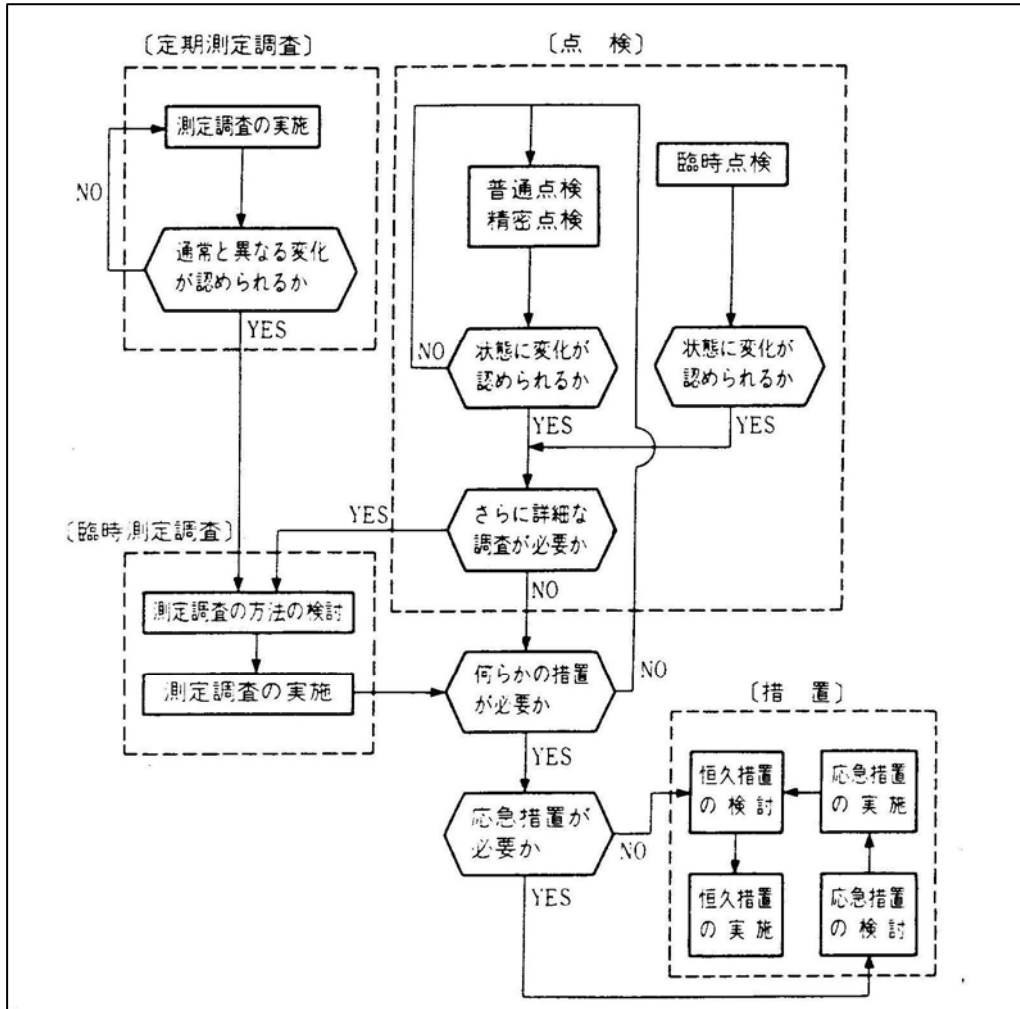 〔定期測定調査〕
測定調査の実施
NO
通常と異なる変化
が認められるか
YES
〔点 検〕
普通点検
精密点検
臨時点検
NO
状態に変化が
認められるか
YES
状態に変化が
認められるか
YES
さらに詳細な
調査が必要か
YES
NO
〔臨時測定調査〕
測定調査の方法の検討
測定調査の実施
何らかの措置
が必要か
NO
YES
応急措置が
必要か
NO
YES
〔措 置〕
恒久措置
の検討
応急措置
の実施
恒久措置
の実施
応急措置
の検討